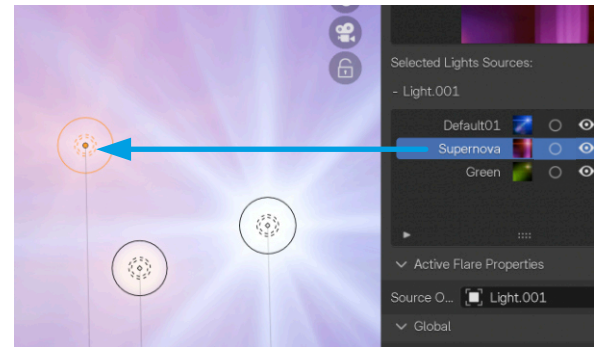 Selected Lights Sources:
- Light.001
Default01
Supernova
Green
Active Flare Properties
Source O... Light.001
Global